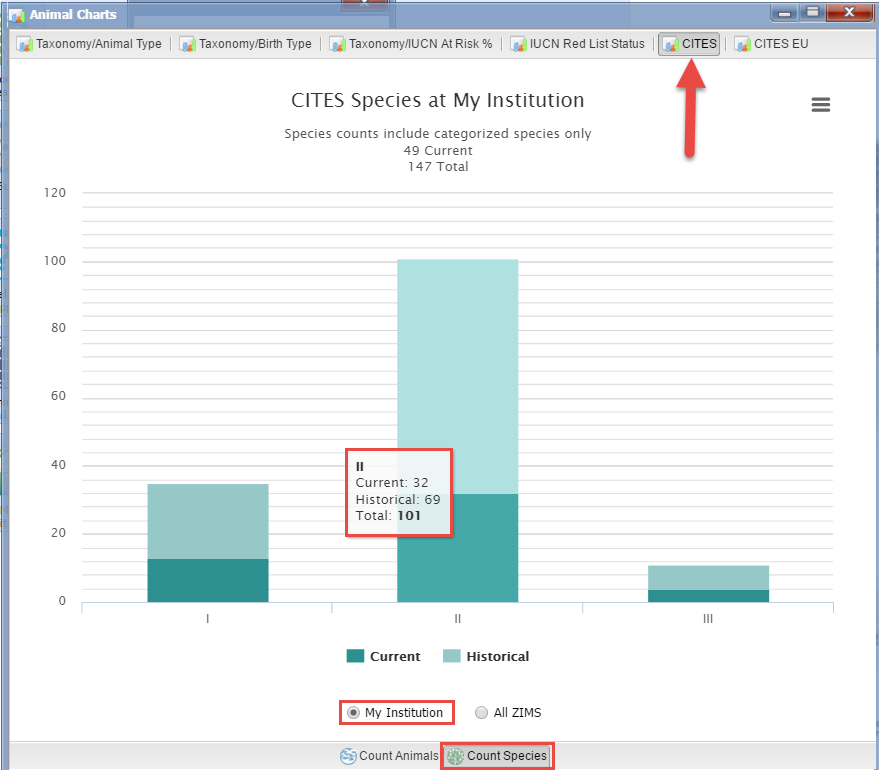 Animal Charts
Taxonomy/Animal Type
Taxonomy/Birth Type
Taxonomy/IUCN At Risk %
IUCN Red List Status
CITES
CITES EU
CITES Species at My Institution
Species counts include categorized species only
49 Current
147 Total
120
100
80
60
40
20
0
II
Current: 32
Historical: 69
Total: 101
I
II
III
Current
Historical
My Institution
All ZIMS
Count Animals
Count Species